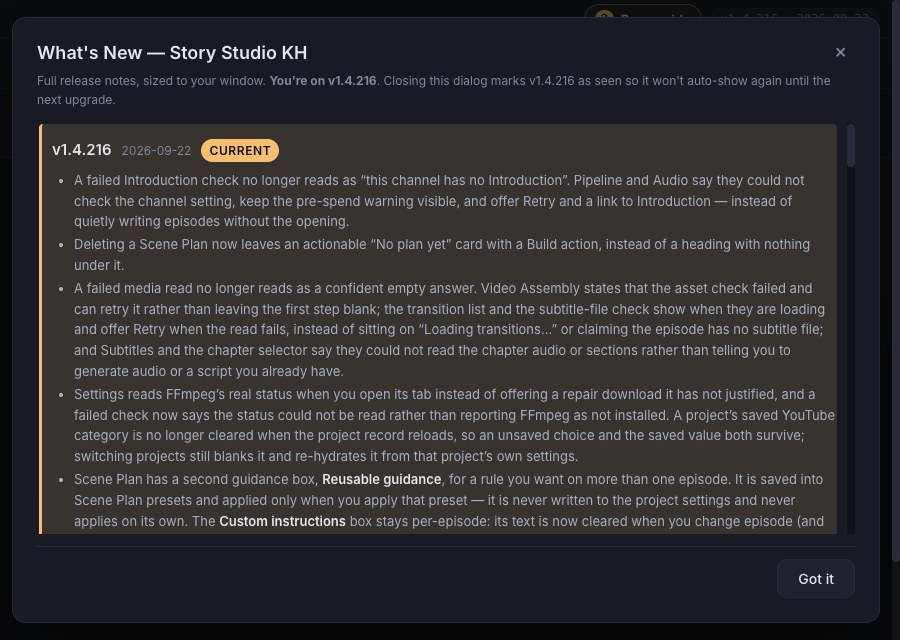 What's New — Story Studio KH
Full release notes, sized to your window. You're on v1.4.216. Closing this dialog marks v1.4.216 as seen so it won't auto-show again until the
next upgrade.
v1.4.216 2026-09-22 CURRENT
• A failed Introduction check no longer reads as “this channel has no Introduction”. Pipeline and Audio say they could not
check the channel setting, keep the pre-spend warning visible, and offer Retry and a link to Introduction — instead of
quietly writing episodes without the opening.
• Deleting a Scene Plan now leaves an actionable “No plan yet” card with a Build action, instead of a heading with nothing
under it.
• A failed media read no longer reads as a confident empty answer. Video Assembly states that the asset check failed and
can retry it rather than leaving the first step blank; the transition list and the subtitle-file check show when they are loading
and offer Retry when the read fails, instead of sitting on “Loading transitions…” or claiming the episode has no subtitle file;
and Subtitles and the chapter selector say they could not read the chapter audio or sections rather than telling you to
generate audio or a script you already have.
• Settings reads FFmpeg’s real status when you open its tab instead of offering a repair download it has not justified, and a
failed check now says the status could not be read rather than reporting FFmpeg as not installed. A project’s saved YouTube
category is no longer cleared when the project record reloads, so an unsaved choice and the saved value both survive;
switching projects still blanks it and re-hydrates it from that project’s own settings.
• Scene Plan has a second guidance box, Reusable guidance, for a rule you want on more than one episode. It is saved into
Scene Plan presets and applied only when you apply that preset — it is never written to the project settings and never
applies on its own. The Custom instructions box stays per-episode: its text is now cleared when you change episode (and
Got it